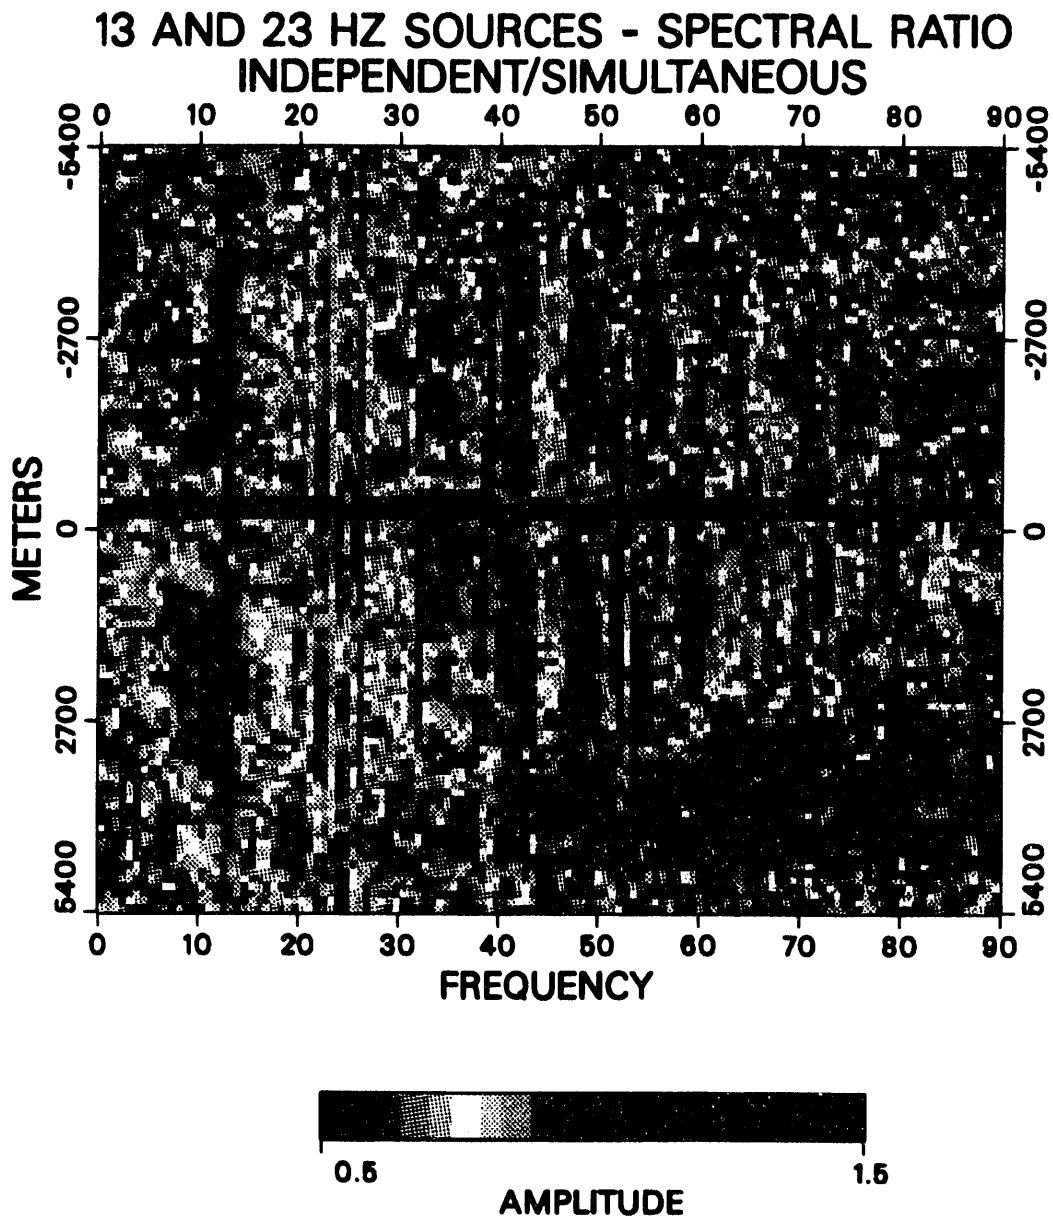 13 AND 23 HZ SOURCES - SPECTRAL RATIO
INDEPENDENT/SIMULTANEOUS
0 10 20 30 40 50 60 70 80 900
-5400 -5400
-2700 -2700
METERS
0 0
2700 2700
5400 5400
0 10 20 30 40 50 60 70 80 90
FREQUENCY
0.5 1.5
AMPLITUDE